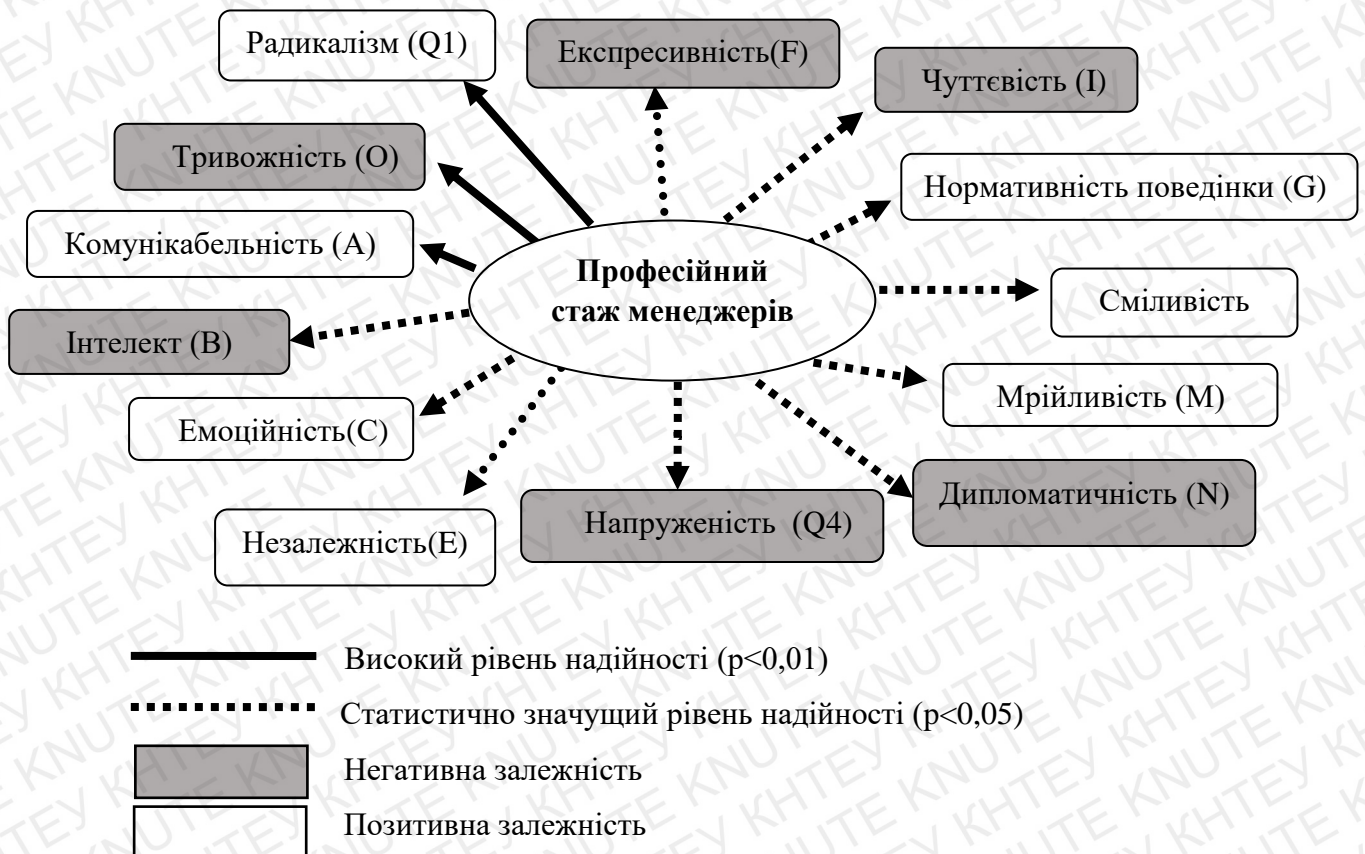 Радикалізм (Q1)
Експресивність(F)
Чуттєвість (I)
Тривожність (O)
Нормативність поведінки (G)
Комунікабельність (A)
Професійний
стаж менеджерів
Сміливість
Інтелект (B)
Мрійливість (M)
Емоційність(C)
Дипломатичність (N)
Напруженість (Q4)
Незалежність(E)
Високий рівень надійності (p<0,01)
Статистично значущий рівень надійності (p<0,05)
Негативна залежність
Позитивна залежність